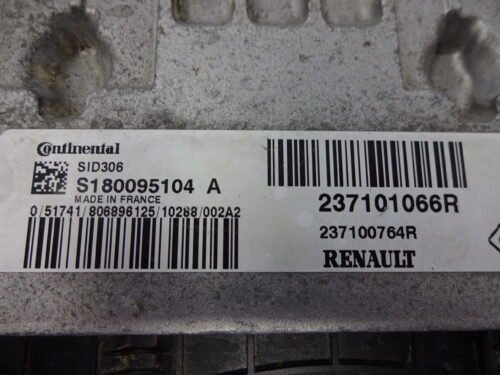 Continental
SID306
S180095104 A
MADE IN FRANCE
0/51741/806896125/10288/002A2
237101066R
237100764R
RENAULT